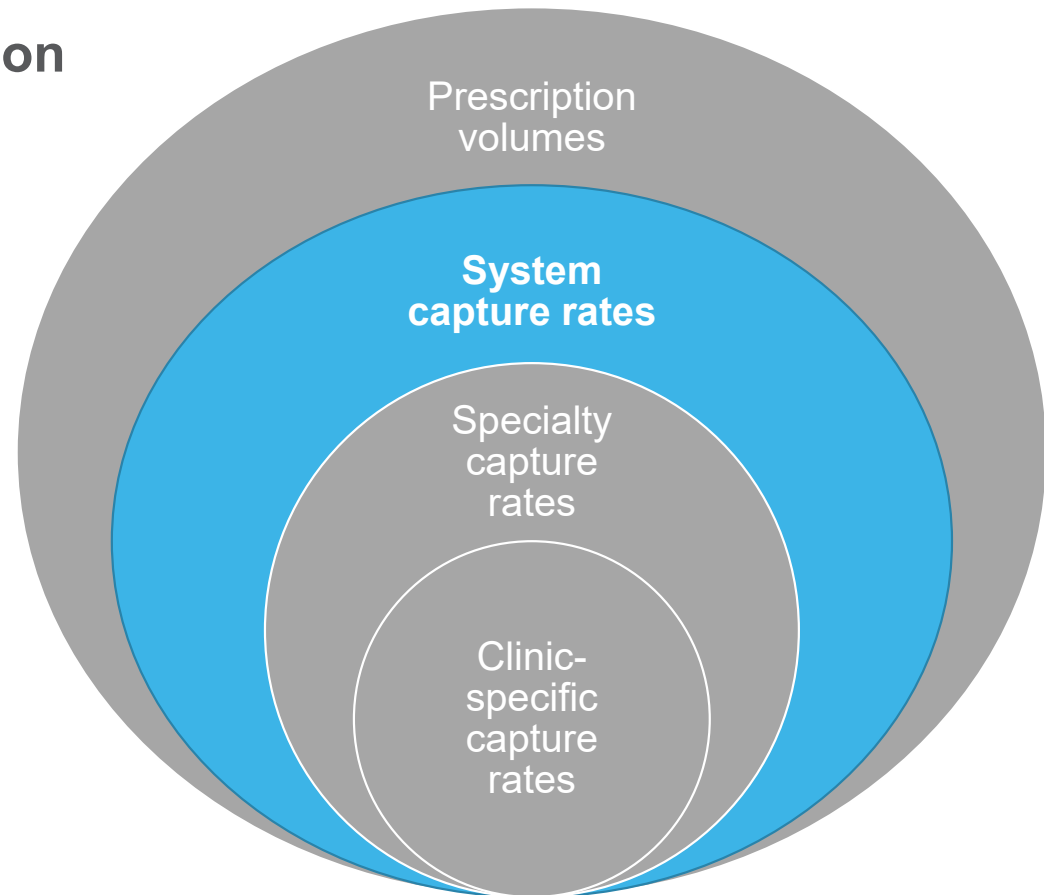 on
Prescription
volumes
System
capture rates
Specialty
capture
rates
Clinic-
specific
capture
rates